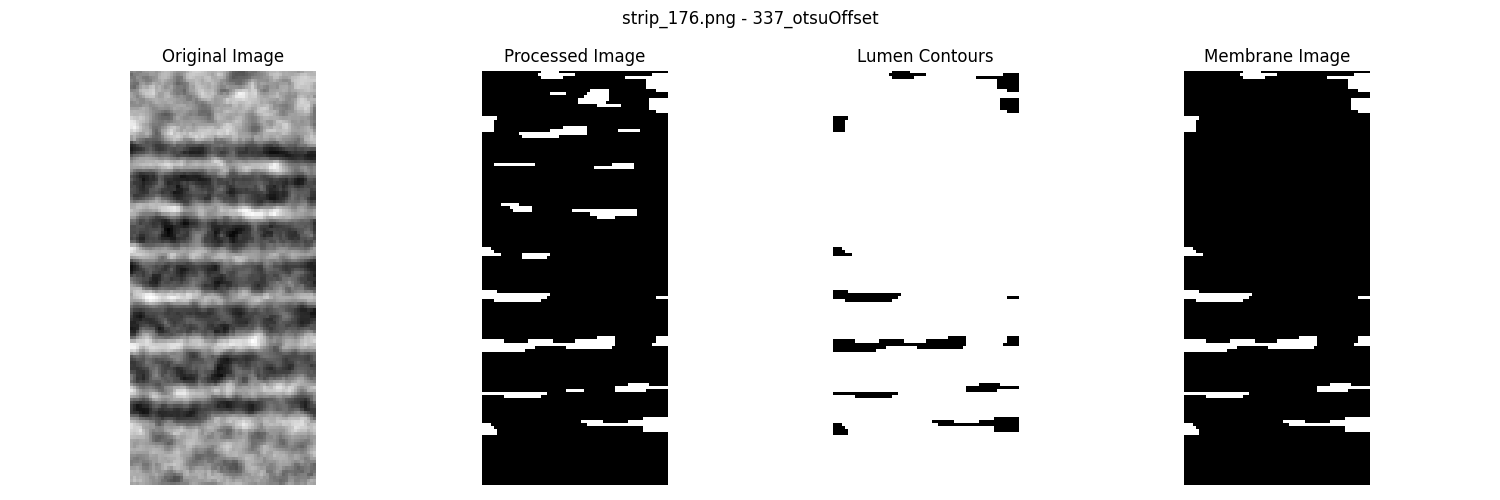 strip_176.png - 337_otsuOffset
Original Image
Processed Image
Lumen Contours
Membrane Image